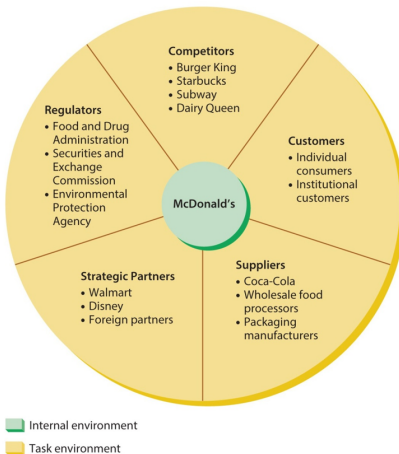 Competitors
• Burger King
• Starbucks
• Subway
• Dairy Queen
Regulators
• Food and Drug
Administration
• Securities and
Exchange
Commission
• Environmental
Protection
Agency
Customers
• Individual
consumers
• Institutional
customers
McDonald's
Strategic Partners
• Walmart
• Disney
• Foreign partners
Suppliers
• Coca-Cola
• Wholesale food
processors
• Packaging
manufacturers
Internal environment
Task environment